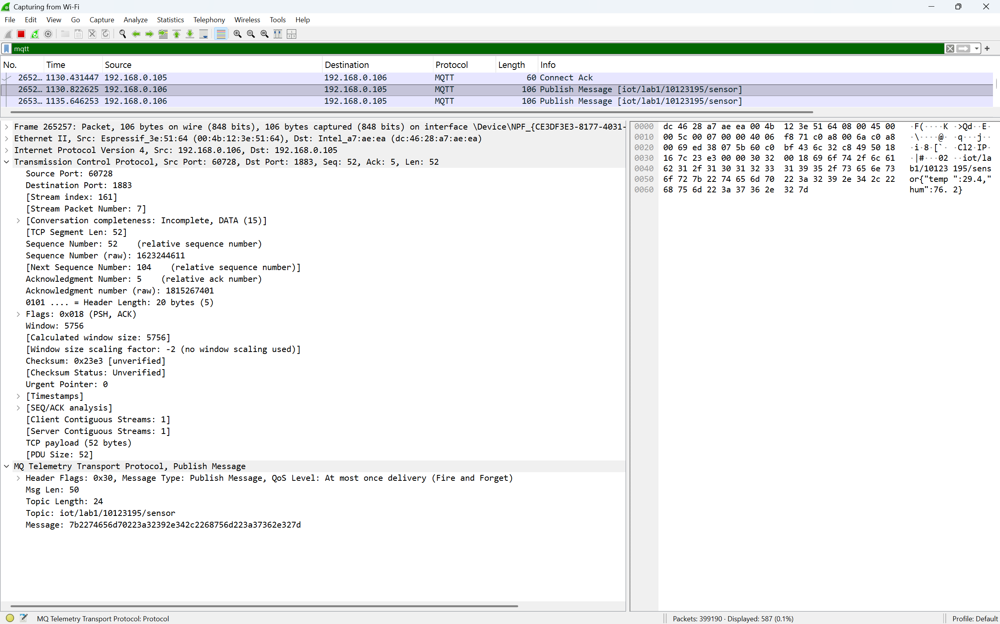 Capturing from Wi-Fi
File Edit View Go Capture Analyze Statistics Telephony Wireless Tools Help
mqtt
No. Time Source Destination Protocol Length Info
2652… 1130.431447 192.168.0.105 192.168.0.106 MQTT 60 Connect Ack
2652… 1130.822625 192.168.0.106 192.168.0.105 MQTT 106 Publish Message [iot/lab1/10123195/sensor]
2653… 1135.646253 192.168.0.106 192.168.0.105 MQTT 106 Publish Message [iot/lab1/10123195/sensor]
Frame 265257: Packet, 106 bytes on wire (848 bits), 106 bytes captured (848 bits) on interface \Device\NPF_{CE3DF3E3-8177-4031-
Ethernet II, Src: Espressif_3e:51:64 (00:4b:12:3e:51:64), Dst: Intel_a7:ae:ea (dc:46:28:a7:ae:ea)
Internet Protocol Version 4, Src: 192.168.0.106, Dst: 192.168.0.105
Transmission Control Protocol, Src Port: 60728, Dst Port: 1883, Seq: 52, Ack: 5, Len: 52
Source Port: 60728
Destination Port: 1883
[Stream index: 161]
[Stream Packet Number: 7]
[Conversation completeness: Incomplete, DATA (15)]
[TCP Segment Len: 52]
Sequence Number: 52 (relative sequence number)
Sequence Number (raw): 1623244611
[Next Sequence Number: 104 (relative sequence number)]
Acknowledgment Number: 5 (relative ack number)
Acknowledgment number (raw): 1815267401
0101 .... = Header Length: 20 bytes (5)
Flags: 0x018 (PSH, ACK)
Window: 5756
[Calculated window size: 5756]
[Window size scaling factor: -2 (no window scaling used)]
Checksum: 0x23e3 [unverified]
[Checksum Status: Unverified]
Urgent Pointer: 0
[Timestamps]
[SEQ/ACK analysis]
[Client Contiguous Streams: 1]
[Server Contiguous Streams: 1]
TCP payload (52 bytes)
[PDU Size: 52]
MQ Telemetry Transport Protocol, Publish Message
Header Flags: 0x30, Message Type: Publish Message, QoS Level: At most once delivery (Fire and Forget)
Msg Len: 50
Topic Length: 24
Topic: iot/lab1/10123195/sensor
Message: 7b2274656d70223a32392e342c2268756d223a37362e327d
0000 dc 46 28 a7 ae ea 00 4b 12 3e 51 64 08 00 45 00 ·F(····K ·>Qd··E·
0010 00 5c 00 07 00 00 40 06 f8 71 c0 a8 00 6a c0 a8 ·\····@· ·q···j··
0020 00 69 ed 38 07 5b 60 c0 bf 43 6c 32 c8 49 50 18 ·i·8·[`· ·Cl2·IP·
0030 16 7c 23 e3 00 00 30 32 00 18 69 6f 74 2f 6c 61 ·|#···02 ··iot/la
0040 62 31 2f 31 30 31 32 33 31 39 35 2f 73 65 6e 73 b1/10123 195/sens
0050 6f 72 7b 22 74 65 6d 70 22 3a 32 39 2e 34 2c 22 or{"temp ":29.4,"
0060 68 75 6d 22 3a 37 36 2e 32 7d hum":76. 2}
MQ Telemetry Transport Protocol: Protocol
Packets: 399190 · Displayed: 587 (0.1%)
Profile: Default